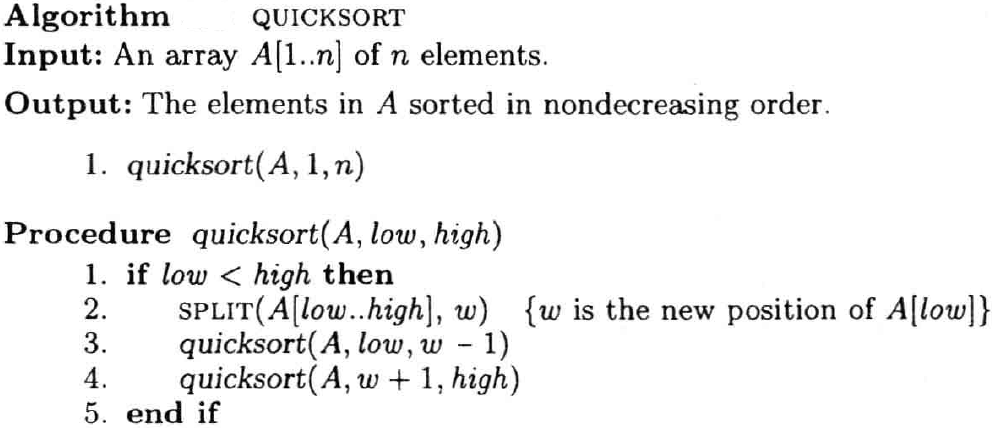 Algorithm QUICKSORT
Input: An array A[1..n] of n elements.
Output: The elements in A sorted in nondecreasing order.
1. quicksort(A, 1, n)
Procedure quicksort(A, low, high)
1. if low < high then
2. SPLIT(A[low..high], w) {w is the new position of A[low]}
3. quicksort(A, low, w – 1)
4. quicksort(A, w + 1, high)
5. end if